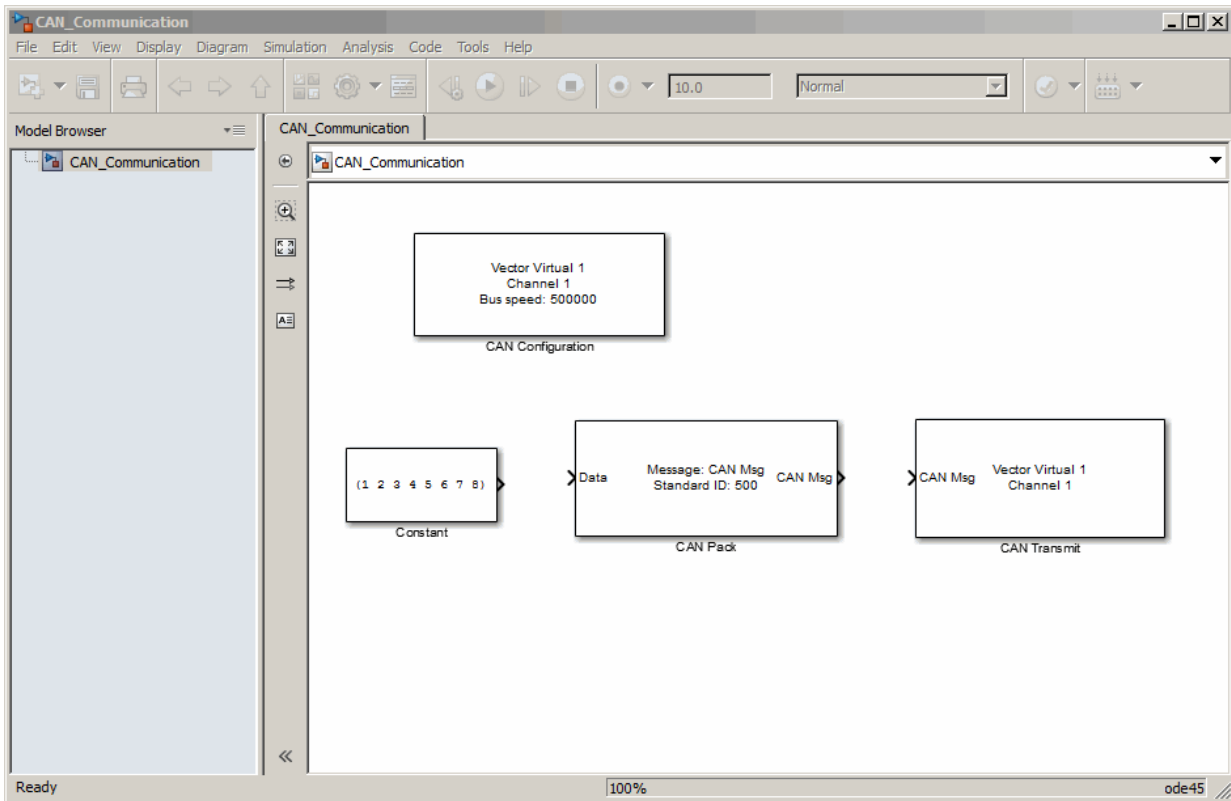 CAN_Communication
File Edit View Display Diagram Simulation Analysis Code Tools Help
10.0 Normal
Model Browser
CAN_Communication
CAN_Communication
CAN_Communication
Vector Virtual 1
Channel 1
Bus speed: 500000
CAN Configuration
(1 2 3 4 5 6 7 8)
Constant
Data
Message: CAN Msg
Standard ID: 500
CAN Msg
CAN Pack
CAN Msg
Vector Virtual 1
Channel 1
CAN Transmit
Ready 100% ode45